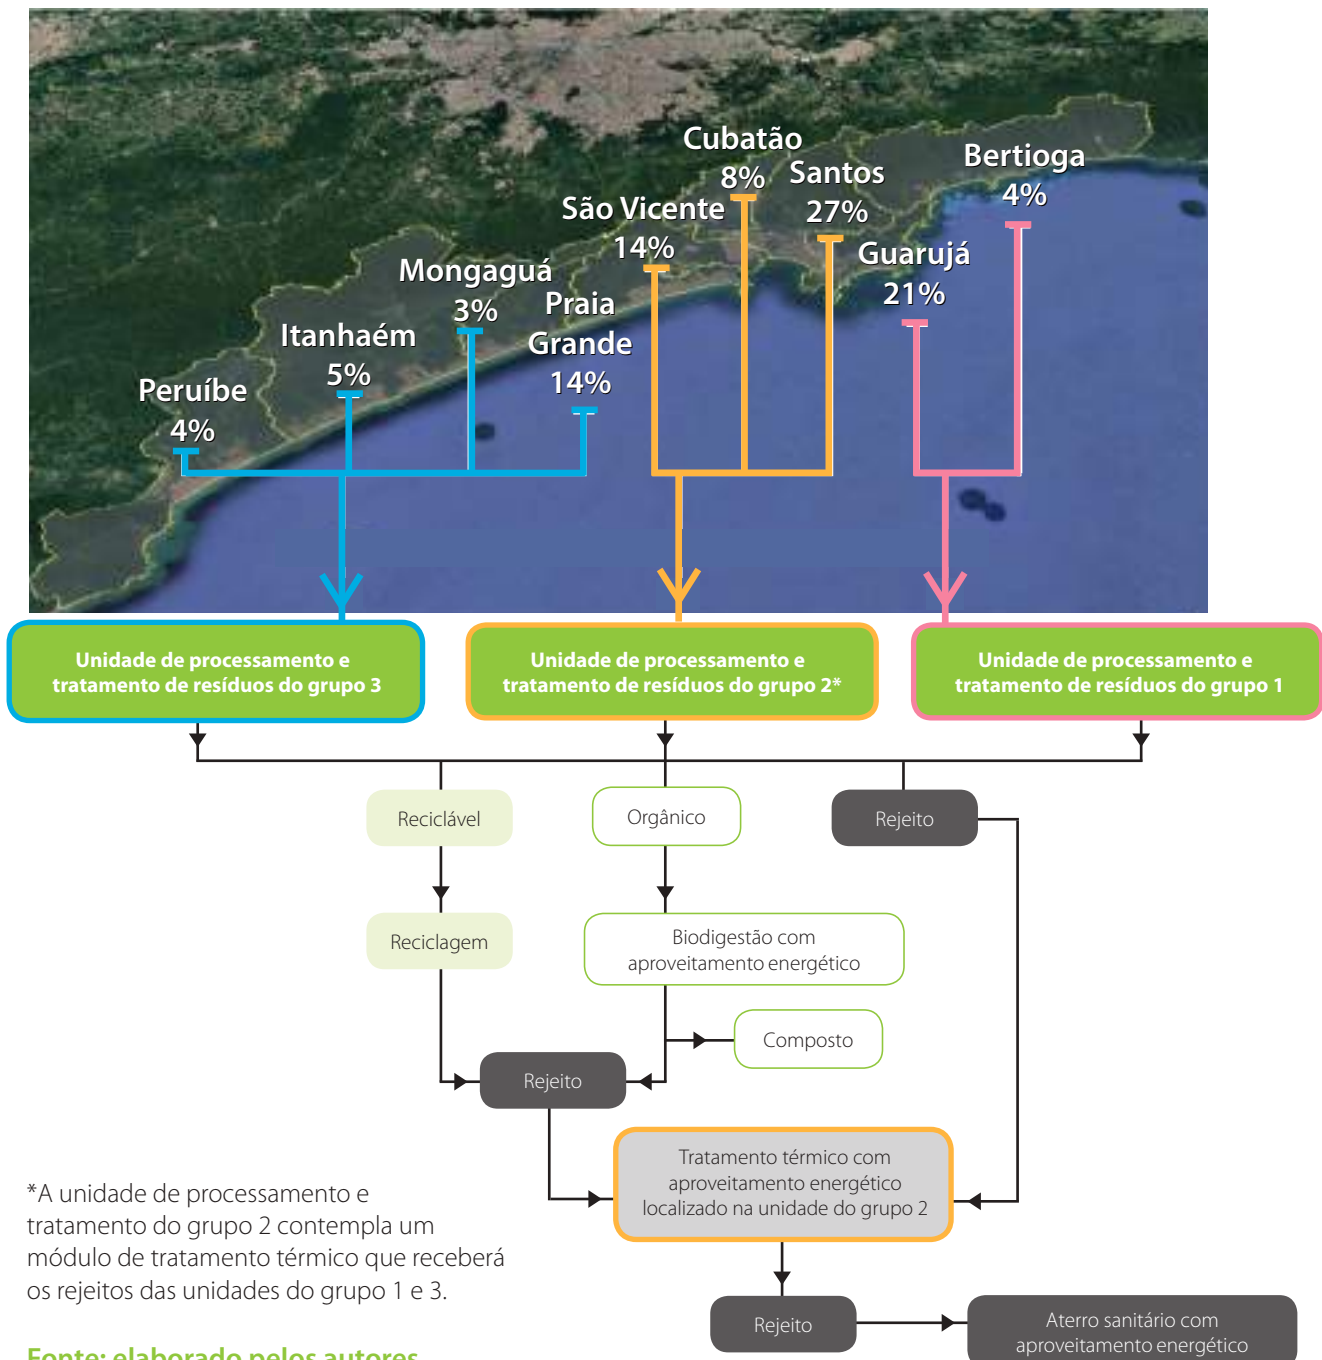 Cubatão
8%
Santos
27%
Bertioga
4%
São Vicente
14%
Guarujá
21%
Mongaguá
3%
Praia
Grande
14%
Itanhaém
5%
Peruíbe
4%
Unidade de processamento e
tratamento de resíduos do grupo 3
Unidade de processamento e
tratamento de resíduos do grupo 2*
Unidade de processamento e
tratamento de resíduos do grupo 1
Reciclável
Orgânico
Rejeito
Reciclagem
Biodigestão com
aproveitamento energético
Composto
Rejeito
Tratamento térmico com
aproveitamento energético
localizado na unidade do grupo 2
*A unidade de processamento e
tratamento do grupo 2 contempla um
módulo de tratamento térmico que receberá
os rejeitos das unidades do grupo 1 e 3.
Rejeito
Aterro sanitário com
aproveitamento energético
Fonte: elaborado pelos autores